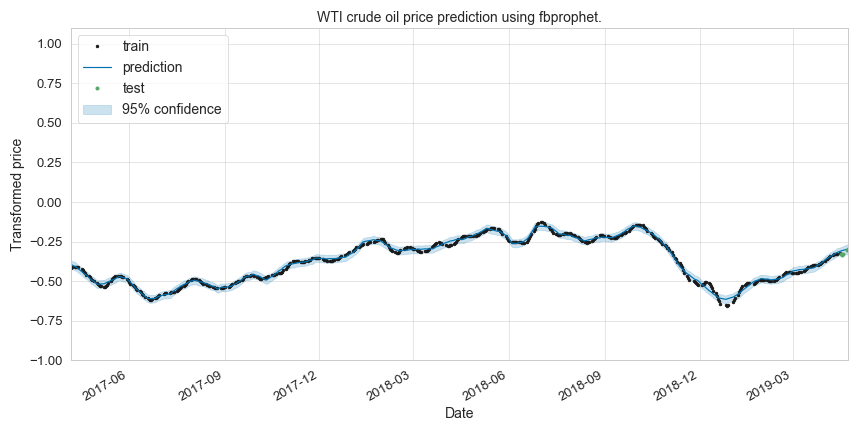 WTI crude oil price prediction using fbprophet.
train
prediction
test
95% confidence
Transformed price
1.00
0.75
0.50
0.25
0.00
−0.25
−0.50
−0.75
−1.00
2017-06
2017-09
2017-12
2018-03
2018-06
2018-09
2018-12
2019-03
Date